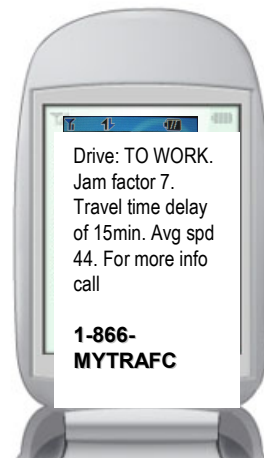 Drive: TO WORK.
Jam factor 7.
Travel time delay
of 15min. Avg spd
44. For more info
call
1-866-
MYTRAFC